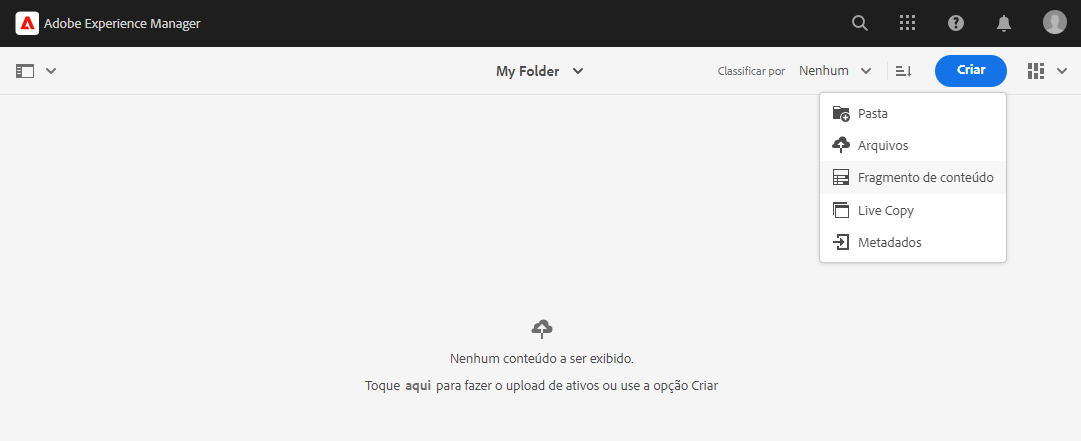 Adobe Experience Manager
My Folder
Classificar por Nenhum
Criar
Pasta
Arquivos
Fragmento de conteúdo
Live Copy
Metadados
Nenhum conteúdo a ser exibido.
Toque aqui para fazer o upload de ativos ou use a opção Criar